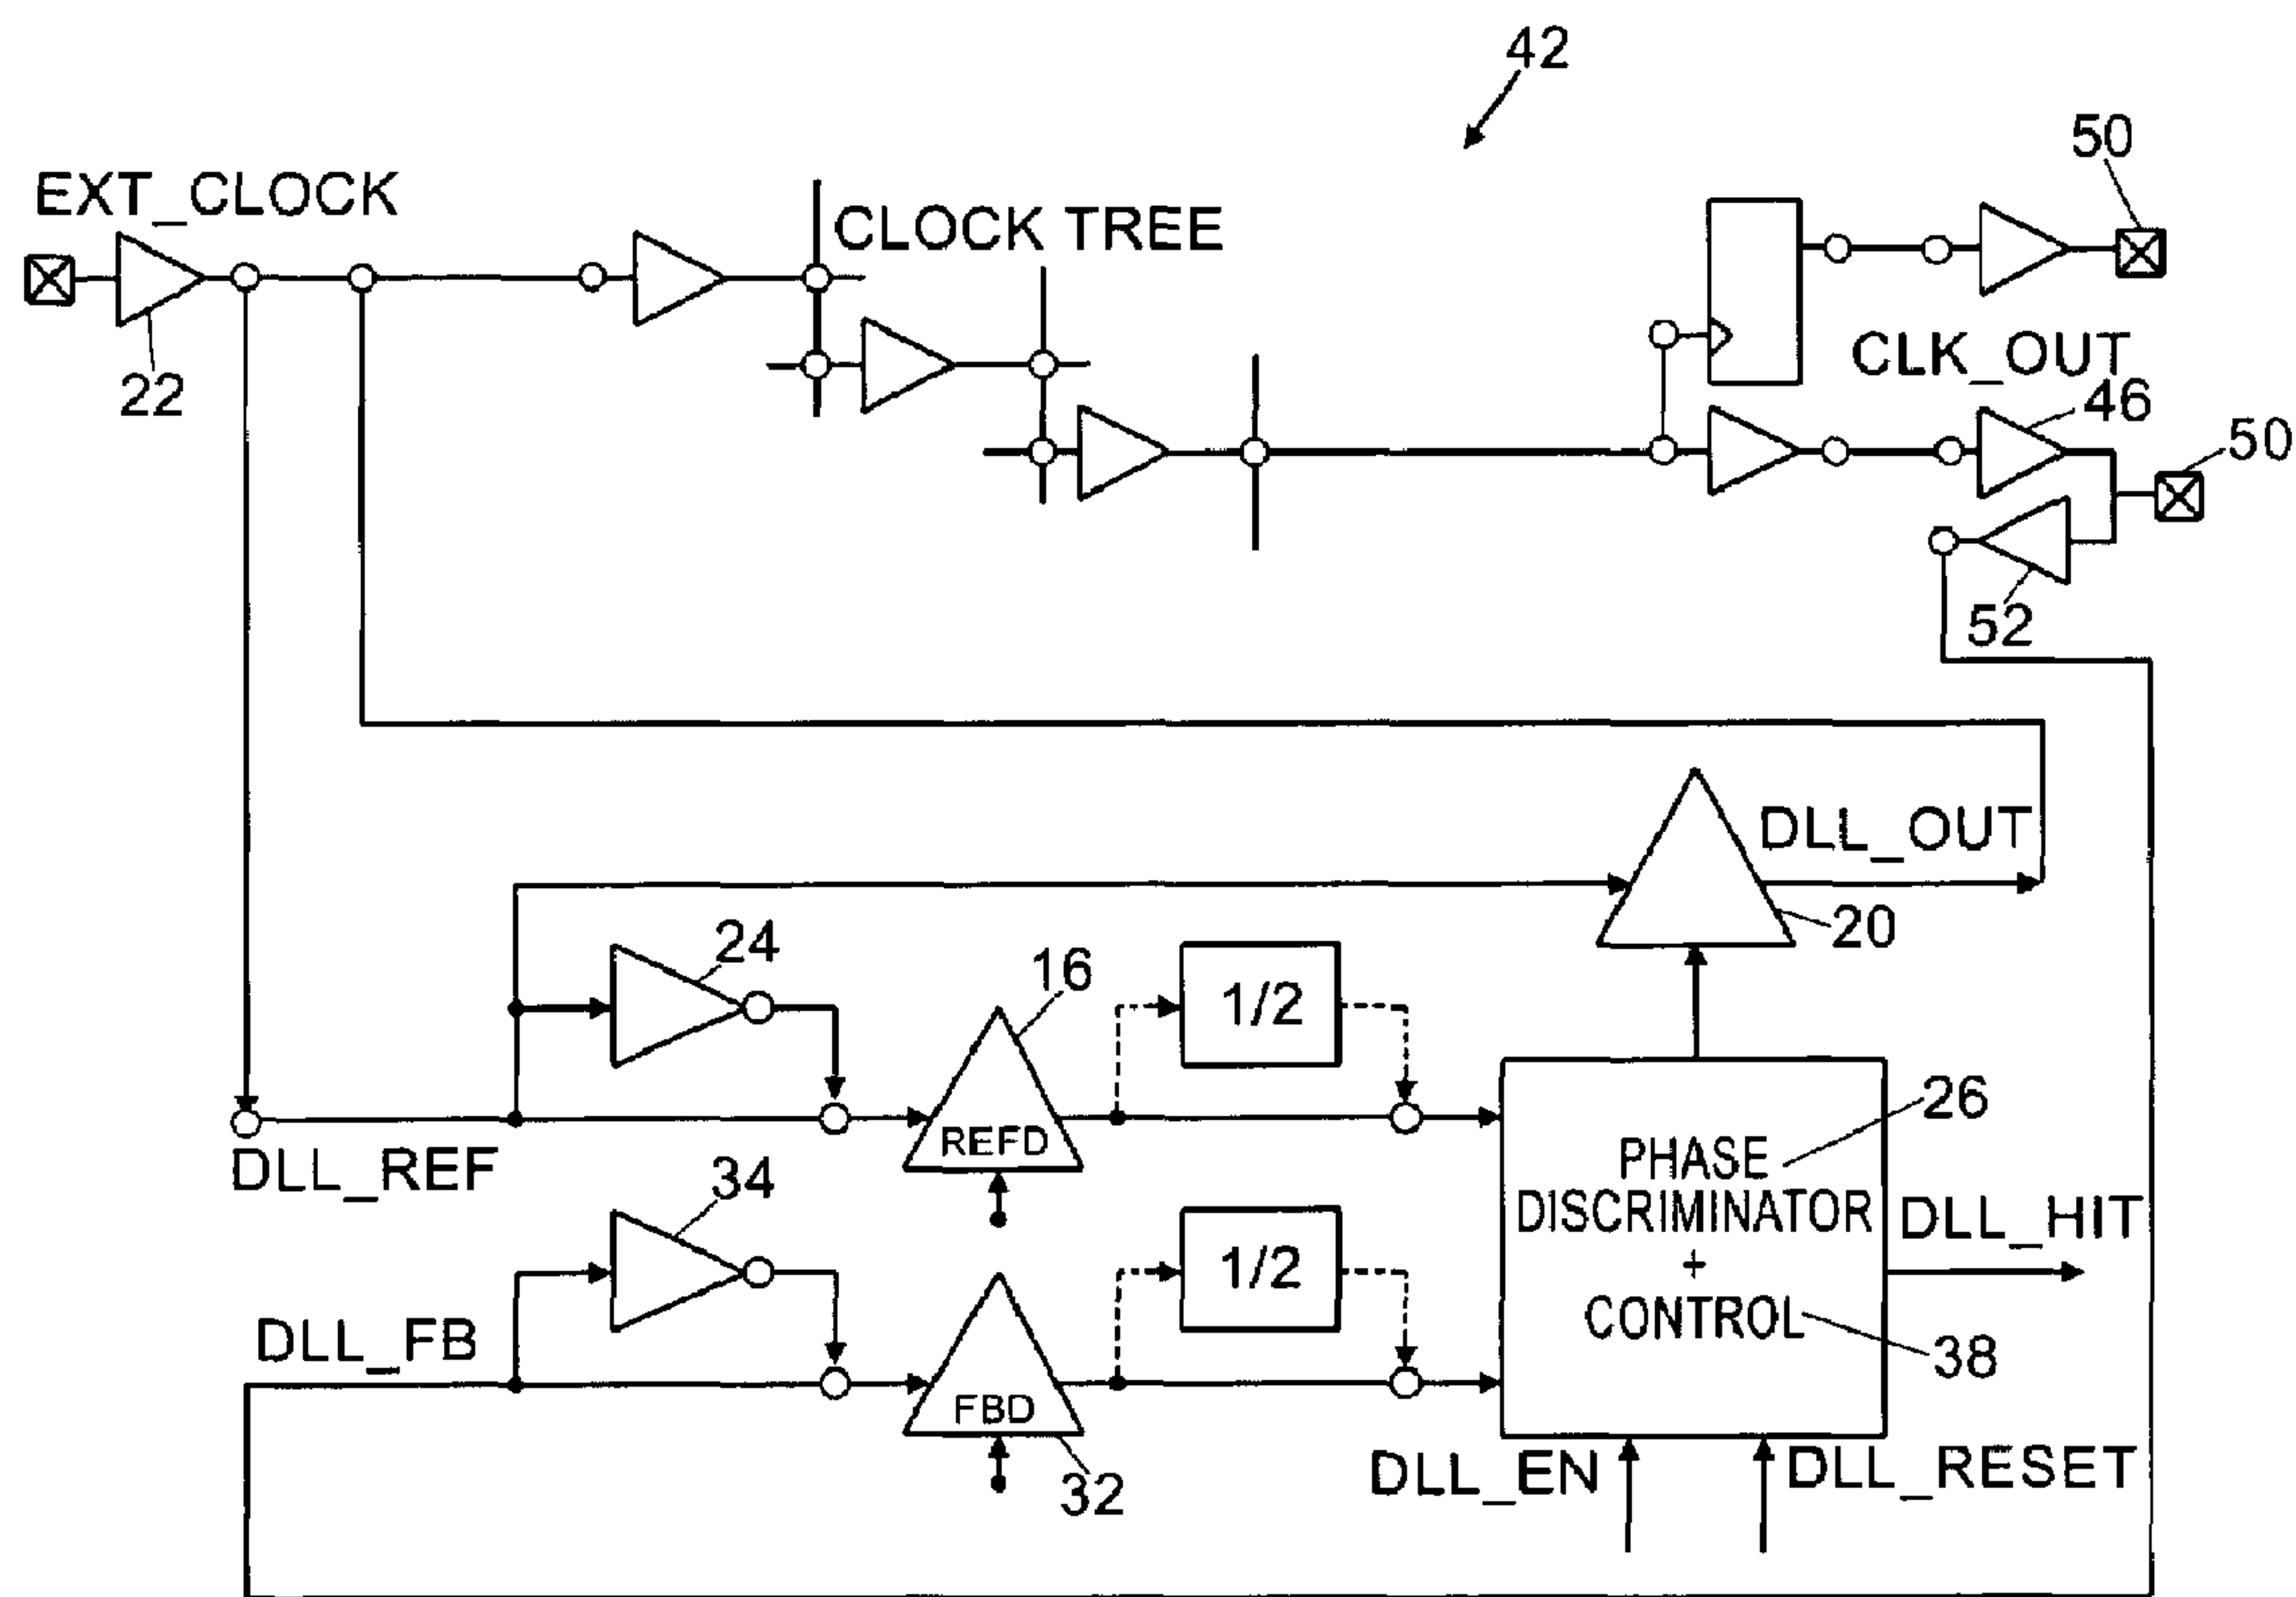 42
50
EXT_CLOCK
CLOCK TREE
22
CLK_OUT
46
50
52
DLL_OUT
20
24
16
1/2
REFD
DLL_REF
26
PHASE
DISCRIMINATOR
+
CONTROL
38
DLL_HIT
34
1/2
DLL_FB
FBD
32
DLL_EN
DLL_RESET